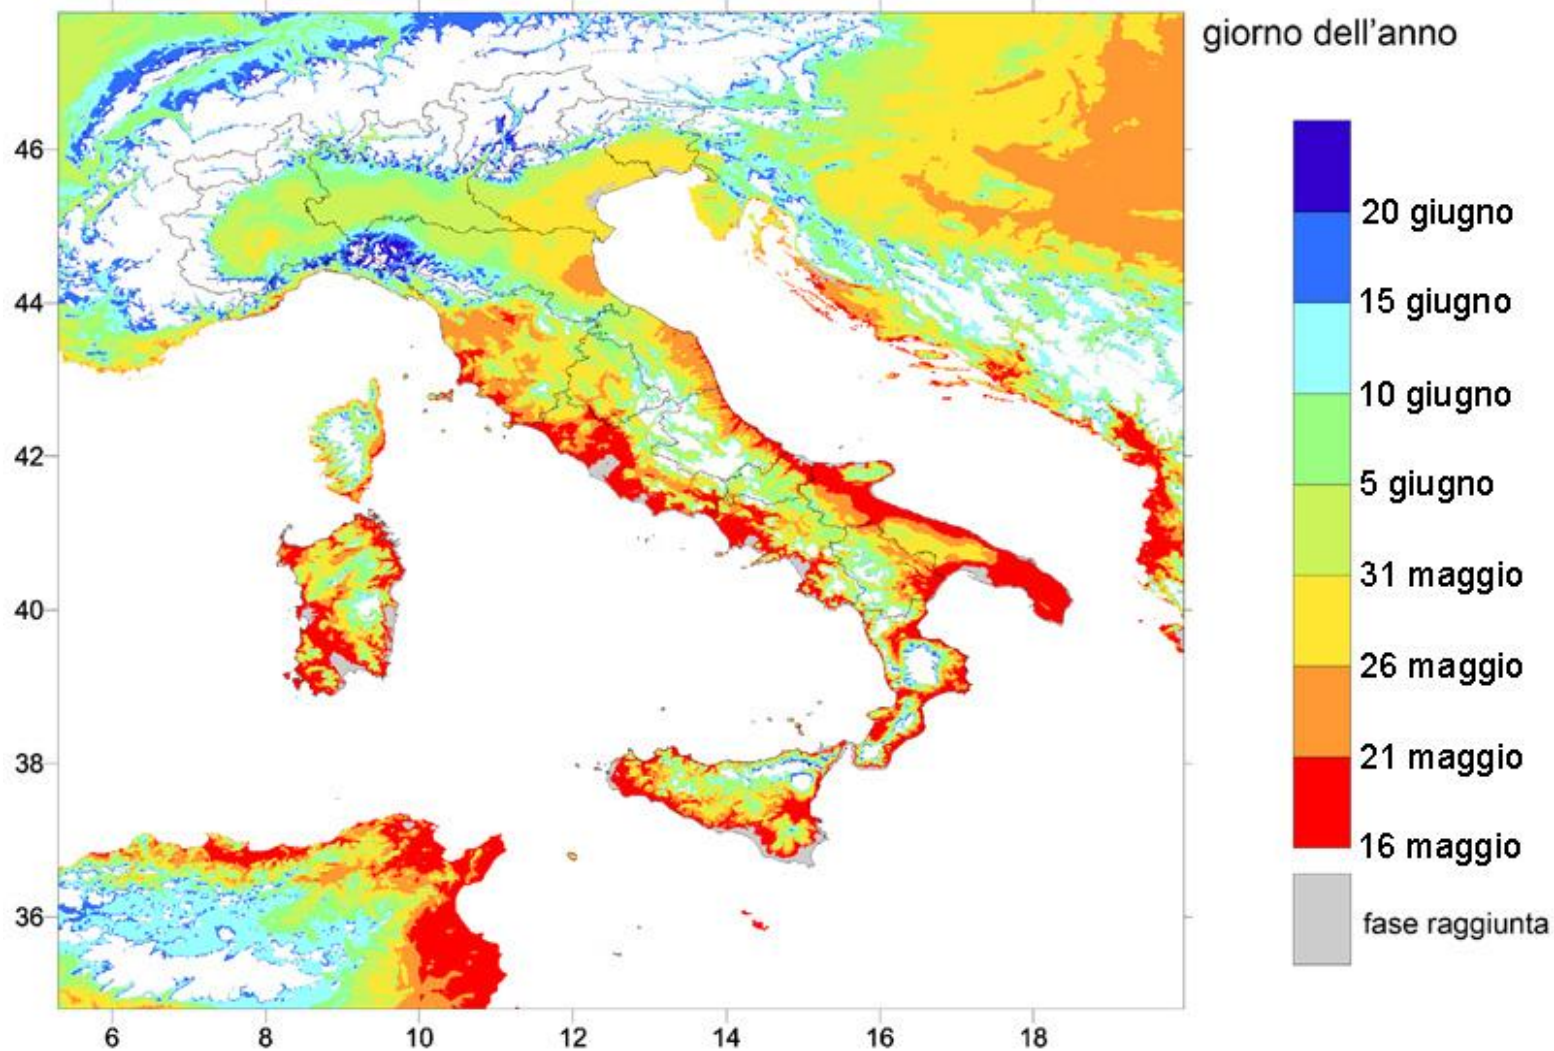 giorno dell'anno
46
44
42
40
38
36
6 8 10 12 14 16 18
20 giugno
15 giugno
10 giugno
5 giugno
31 maggio
26 maggio
21 maggio
16 maggio
fase raggiunta